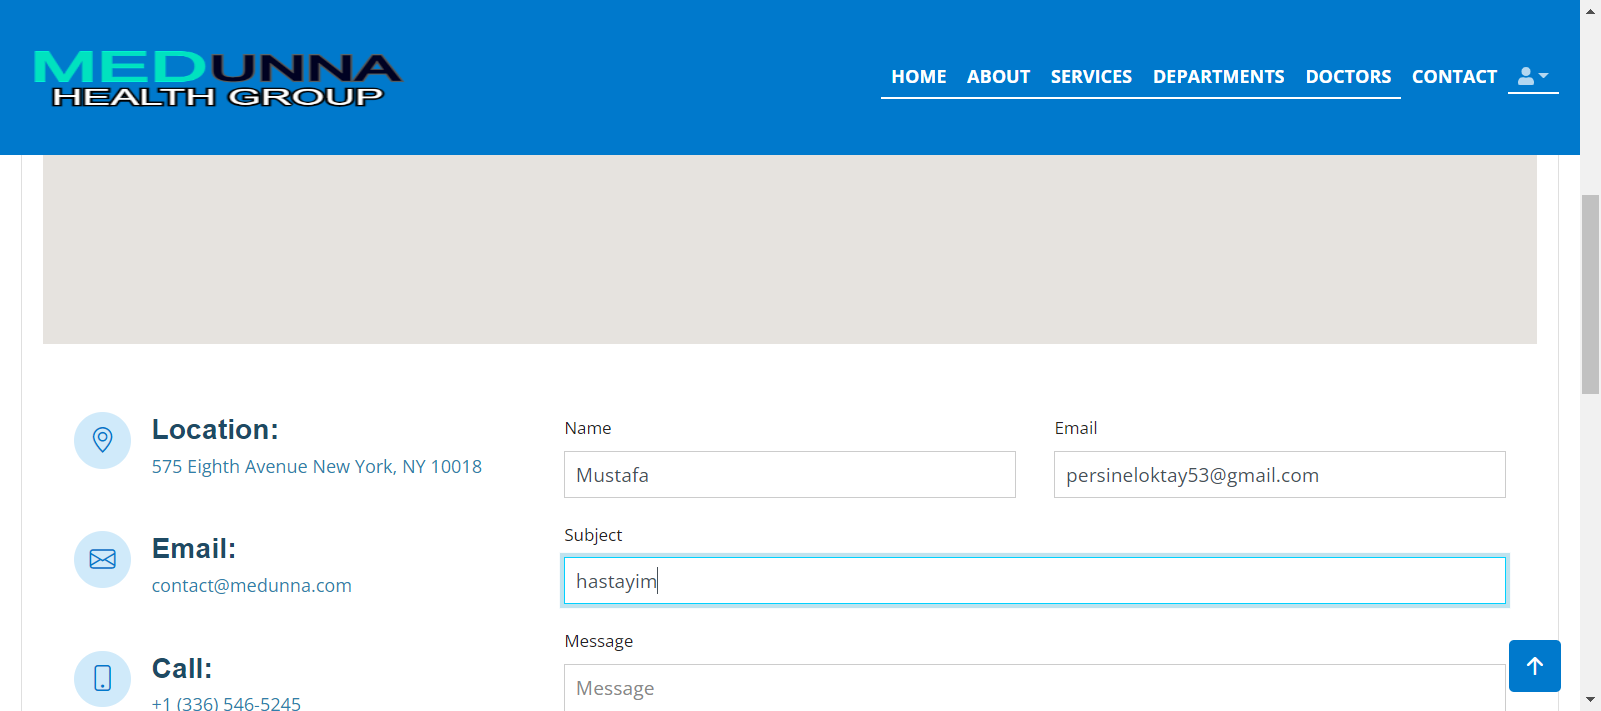 MEDUNNA
HEALTH GROUP
HOME ABOUT SERVICES DEPARTMENTS DOCTORS CONTACT
Location:
575 Eighth Avenue New York, NY 10018
Email:
contact@medunna.com
Call:
+1 (336) 546-5245
Name
Mustafa
Email
persineloktay53@gmail.com
Subject
hastayim
Message
Message